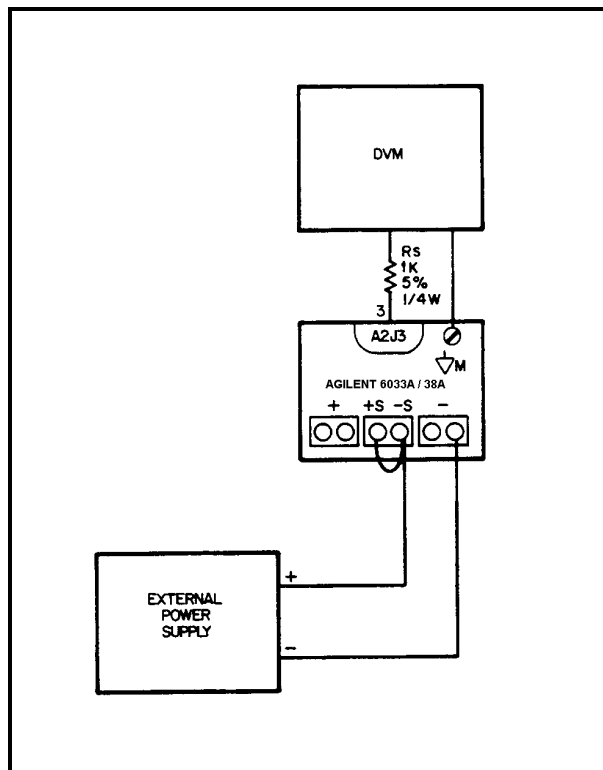 DVM
Rs
1K
5%
1/4W
3
A2J3
M
AGILENT 6033A / 38A
+ +S -S -
+
EXTERNAL
POWER
SUPPLY
-